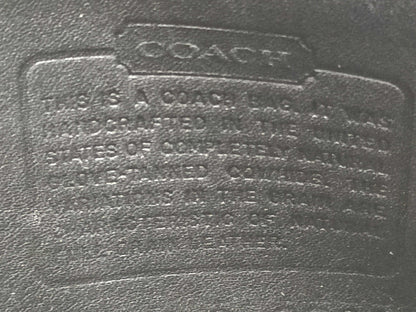 COACH
THIS IS A COACH BAG. IT WAS
HANDCRAFTED IN THE UNITED
STATES OF COMPLETELY NATURAL
GLOVE-TANNED COWHIDE. THE
VARIATIONS IN THE GRAIN ARE
CHARACTERISTIC OF NATURAL
FULL-GRAIN LEATHER.